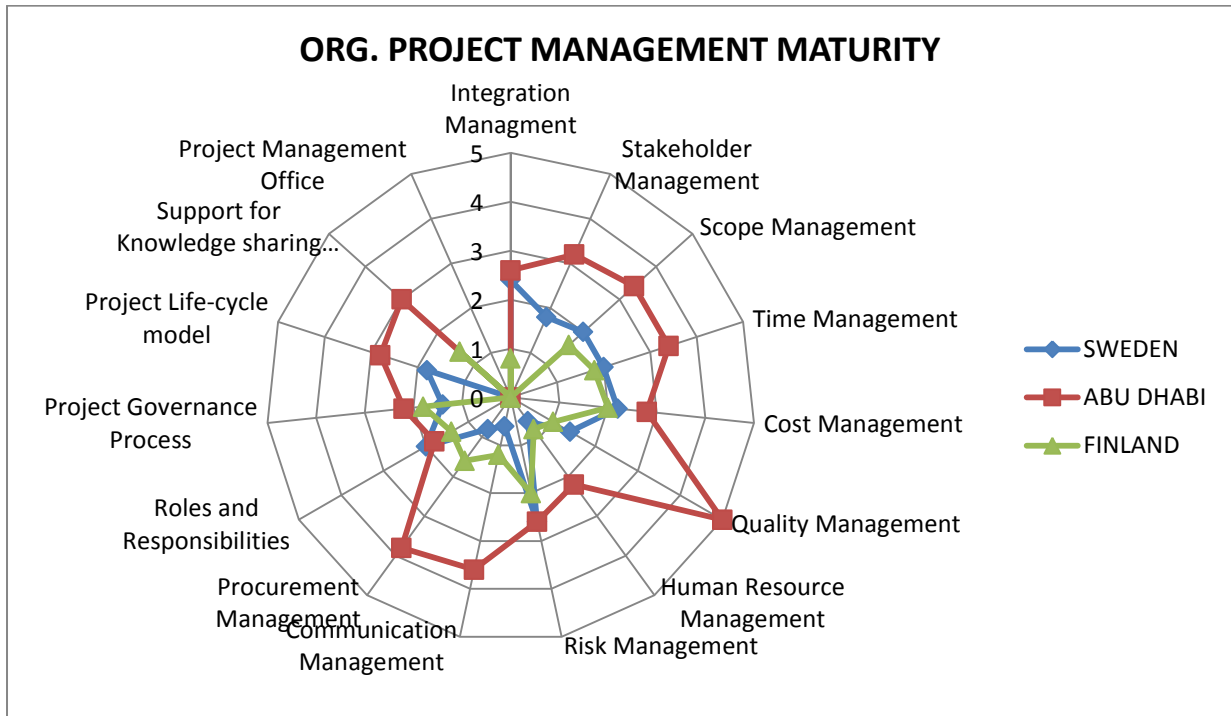 ORG. PROJECT MANAGEMENT MATURITY
Integration
Managment
Stakeholder
Management
Scope Management
Time Management
Cost Management
Quality Management
Human Resource
Management
Risk Management
Communication
Management
Procurement
Management
Roles and
Responsibilities
Project Governance
Process
Project Life-cycle
model
Support for
Knowledge sharing...
Project Management
Office
5
4
3
2
1
0
SWEDEN
ABU DHABI
FINLAND